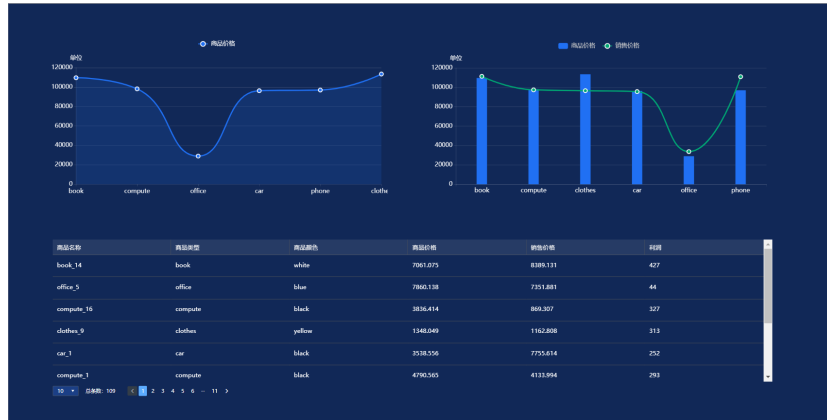 商品价格
单位
120000
100000
80000
60000
40000
20000
0
book compute office car phone clothe
商品价格 销售价格
单位
120000
100000
80000
60000
40000
20000
0
book compute clothes car office phone
商品名称 商品类型 商品颜色 商品价格 销售价格 利润
book_14 book white 7061.075 8389.131 427
office_5 office blue 7860.138 7351.881 44
compute_16 compute black 3836.414 869.307 327
clothes_9 clothes yellow 1348.049 1162.808 313
car_1 car black 3538.556 7755.614 252
compute_1 compute black 4790.565 4133.994 293
10 总条数: 109 < 1 2 3 4 5 6 ... 11 >